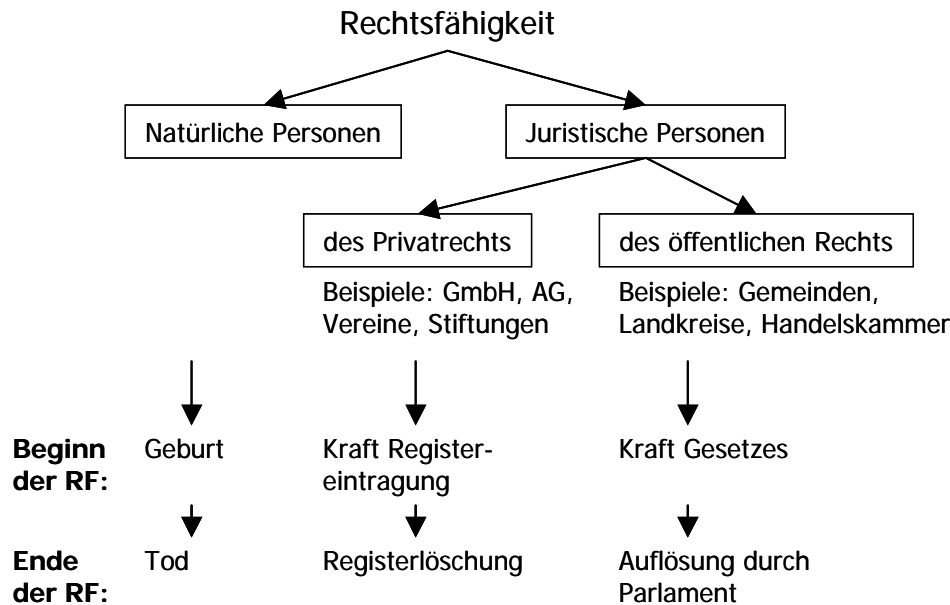 Rechtsfähigkeit
Natürliche Personen
Juristische Personen
des Privatrechts
des öffentlichen Rechts
Beispiele: GmbH, AG,
Vereine, Stiftungen
Beispiele: Gemeinden,
Landkreise, Handelskammer
Beginn
der RF:
Geburt
Kraft Register-
eintragung
Kraft Gesetzes
Ende
der RF:
Tod
Registerlöschung
Auflösung durch
Parlament